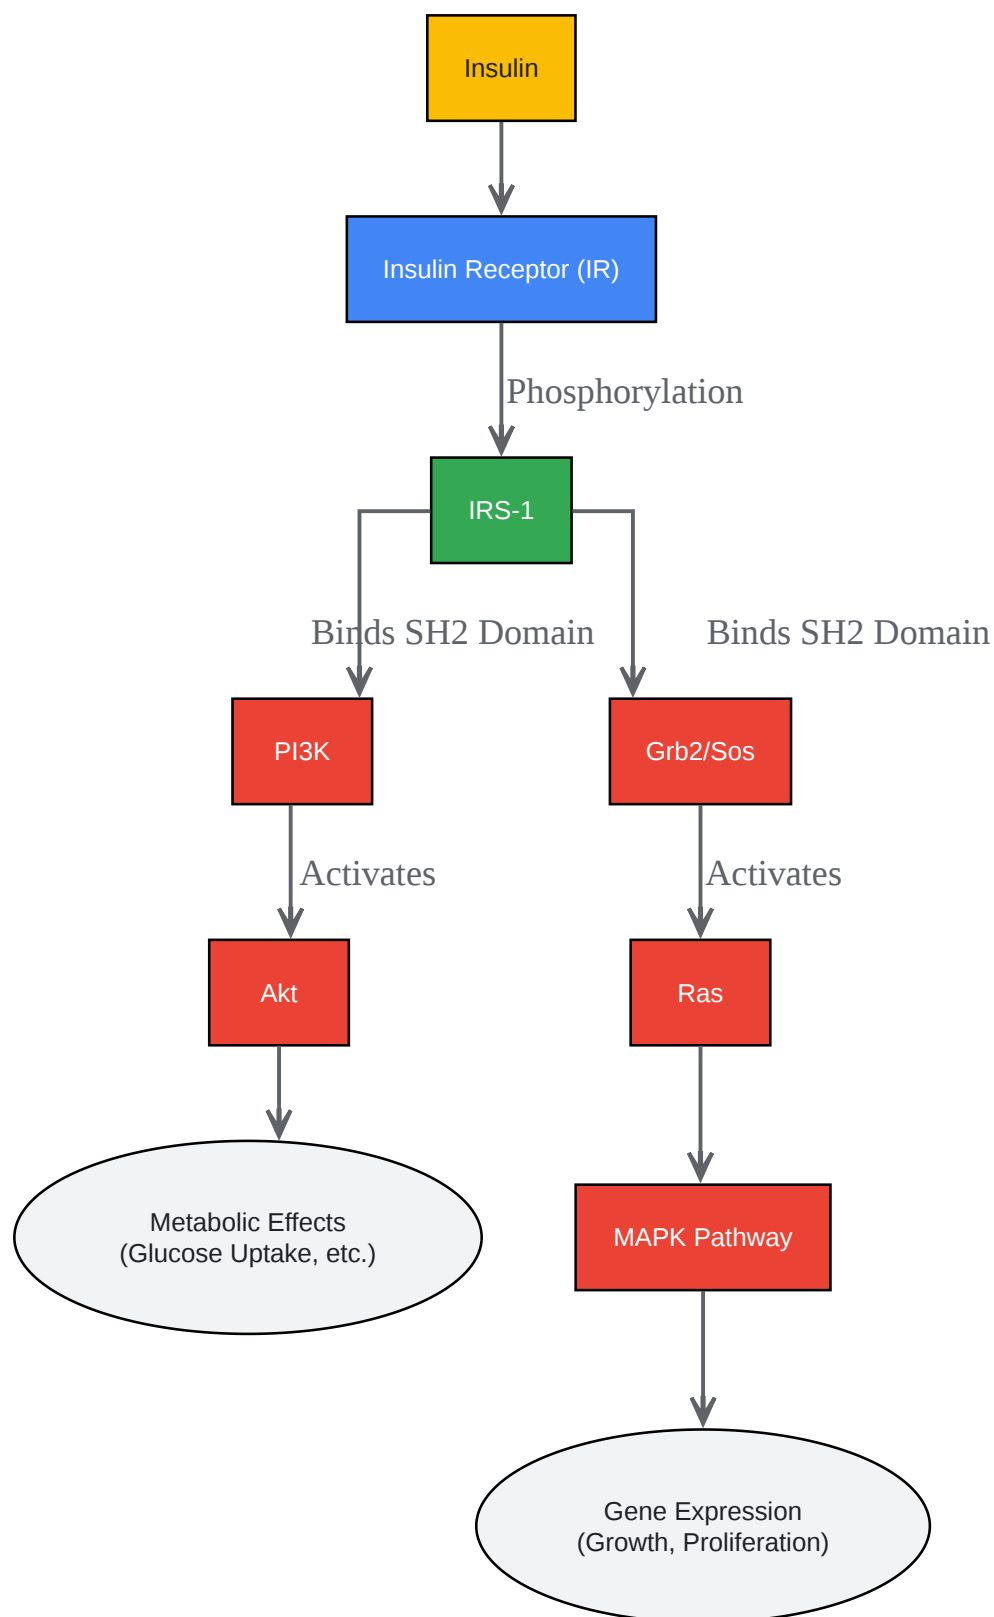 Insulin
Insulin Receptor (IR)
Phosphorylation
IRS-1
Binds SH2 Domain
Binds SH2 Domain
PI3K
Grb2/Sos
Activates
Activates
Akt
Ras
Metabolic Effects
(Glucose Uptake, etc.)
MAPK Pathway
Gene Expression
(Growth, Proliferation)